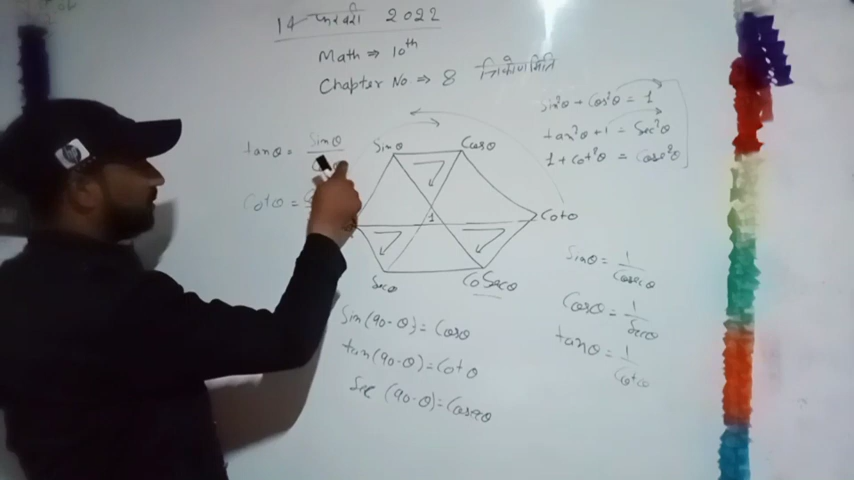 14 फरवरी 2022
Math ⇒ 10th
Chapter No ⇒ 8 त्रिकोणमिति
Sin²θ + Cos²θ = 1
tan²θ + 1 = Sec²θ
1 + Cot²θ = Cosec²θ
tanθ = Sinθ
Cotθ =
Sinθ Cosθ
1 Cotθ
Secθ CoSecθ
Sinθ = 1/Cosecθ
Cosθ = 1/Secθ
tanθ = 1/Cotθ
Sin(90-θ) = Cosθ
tan(90-θ) = Cotθ
Sec (90-θ) = Cosecθ